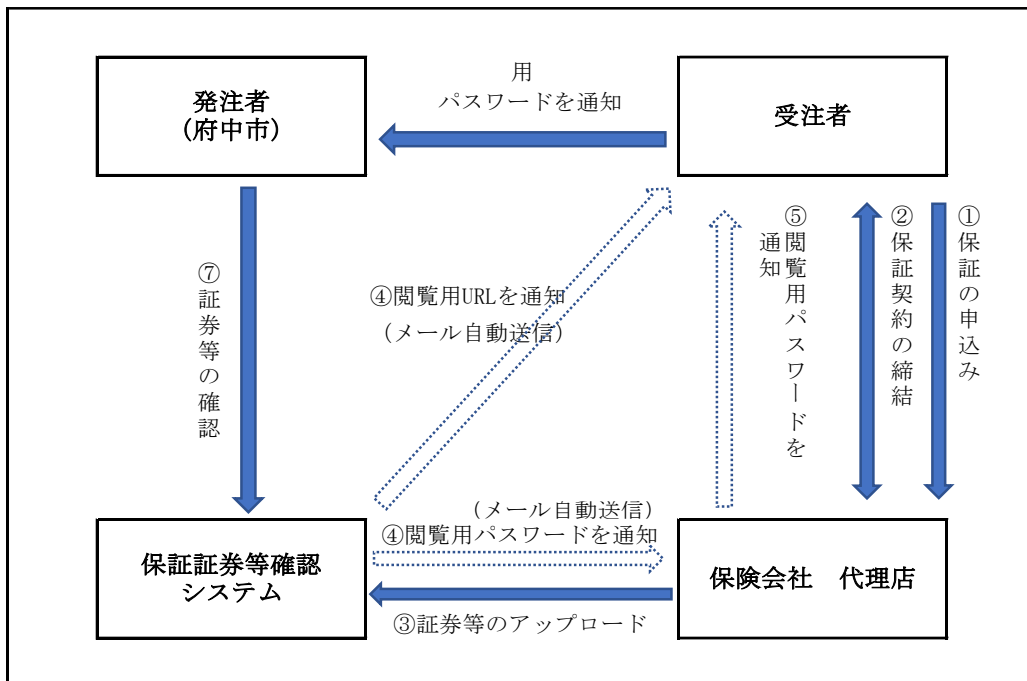 発注者
(府中市)
用
パスワードを通知
受注者
①保証の申込み
②保証契約の締結
⑤閲覧用パスワードを
通知
④閲覧用URLを通知
(メール自動送信)
⑦証券等の確認
(メール自動送信)
④閲覧用パスワードを通知
保証証券等確認
システム
保険会社　代理店
③証券等のアップロード